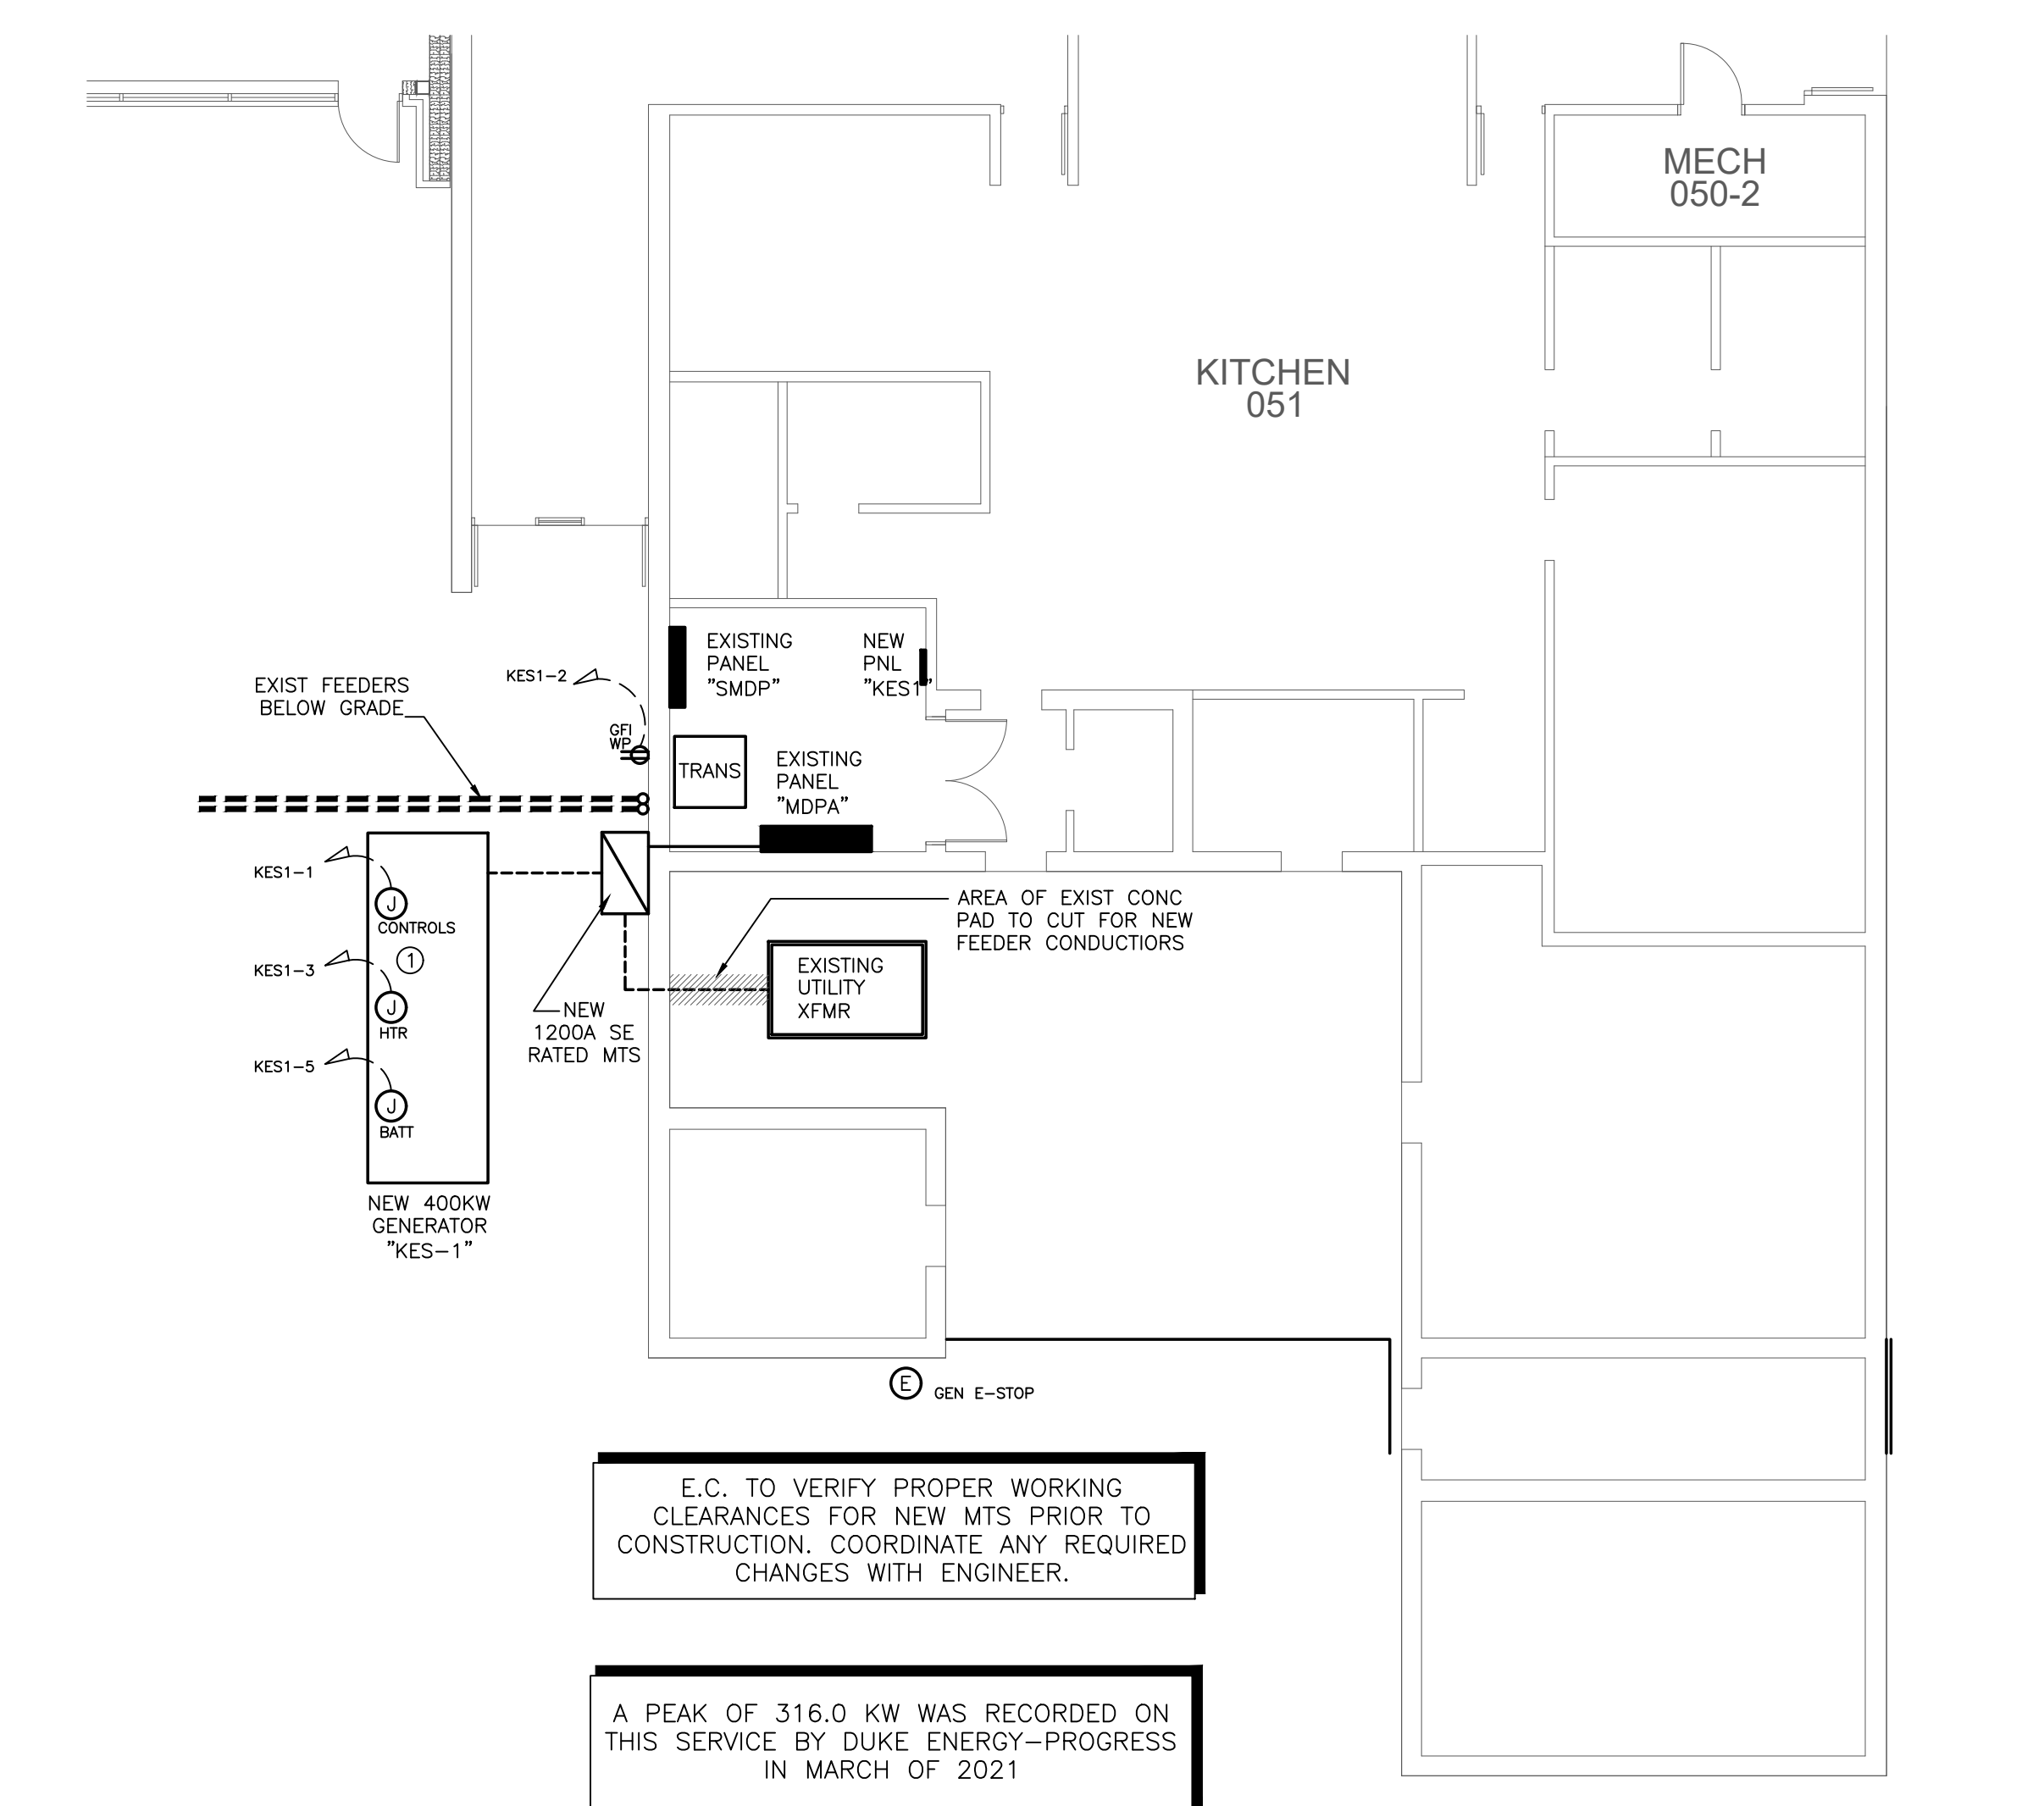 MECH
050-2
KITCHEN
051
EXISTING
PANEL
"SMDP"
NEW
PNL
"KES1"
KES1-2
EXIST FEEDERS
BELOW GRADE
GFI
WP
TRANS
EXISTING
PANEL
"MDPA"
KES1-1
J
CONTROLS
1
KES1-3
J
HTR
KES1-5
J
BATT
NEW 400KW
GENERATOR
"KES-1"
NEW
1200A SE
RATED MTS
AREA OF EXIST CONC
PAD TO CUT FOR NEW
FEEDER CONDUCTIORS
EXISTING
UTILITY
XFMR
E
GEN E-STOP
E.C. TO VERIFY PROPER WORKING
CLEARANCES FOR NEW MTS PRIOR TO
CONSTRUCTION. COORDINATE ANY REQUIRED
CHANGES WITH ENGINEER.
A PEAK OF 316.0 KW WAS RECORDED ON
THIS SERVICE BY DUKE ENERGY-PROGRESS
IN MARCH OF 2021